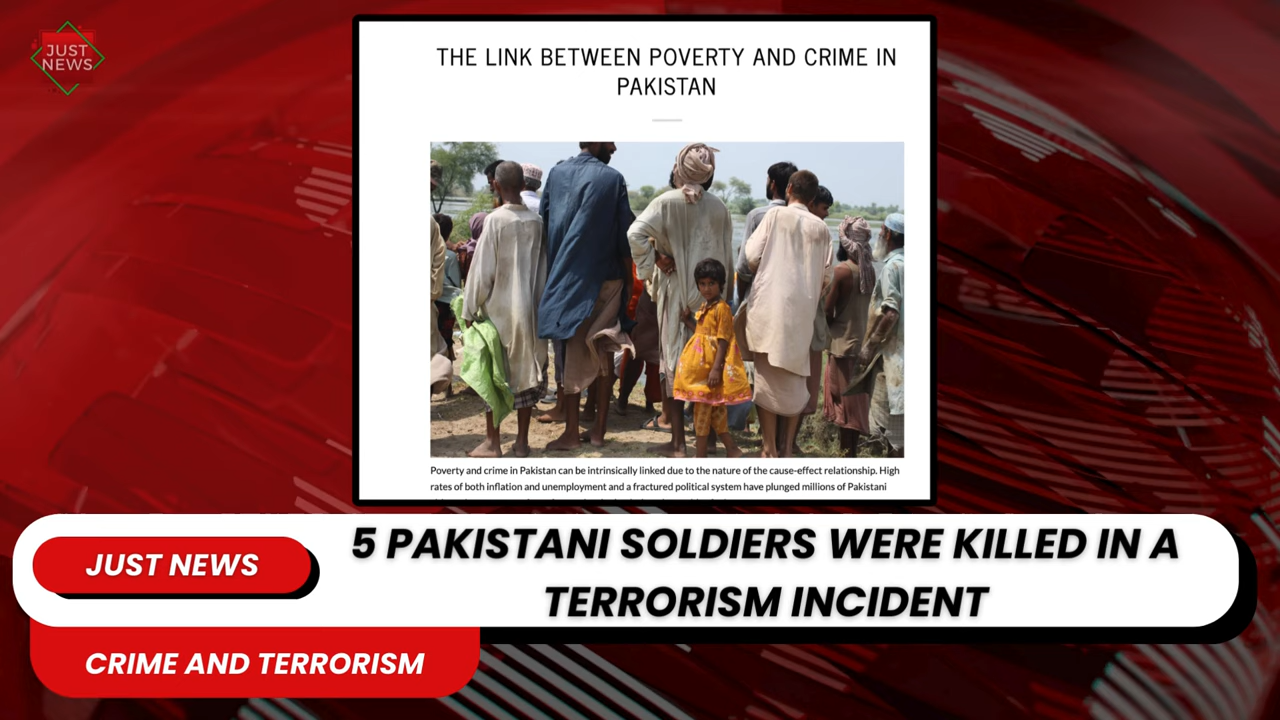 JUST
NEWS
THE LINK BETWEEN POVERTY AND CRIME IN
PAKISTAN
Poverty and crime in Pakistan can be intrinsically linked due to the nature of the cause-effect relationship. High
rates of both inflation and unemployment and a fractured political system have plunged millions of Pakistani
JUST NEWS
5 PAKISTANI SOLDIERS WERE KILLED IN A
TERRORISM INCIDENT
CRIME AND TERRORISM